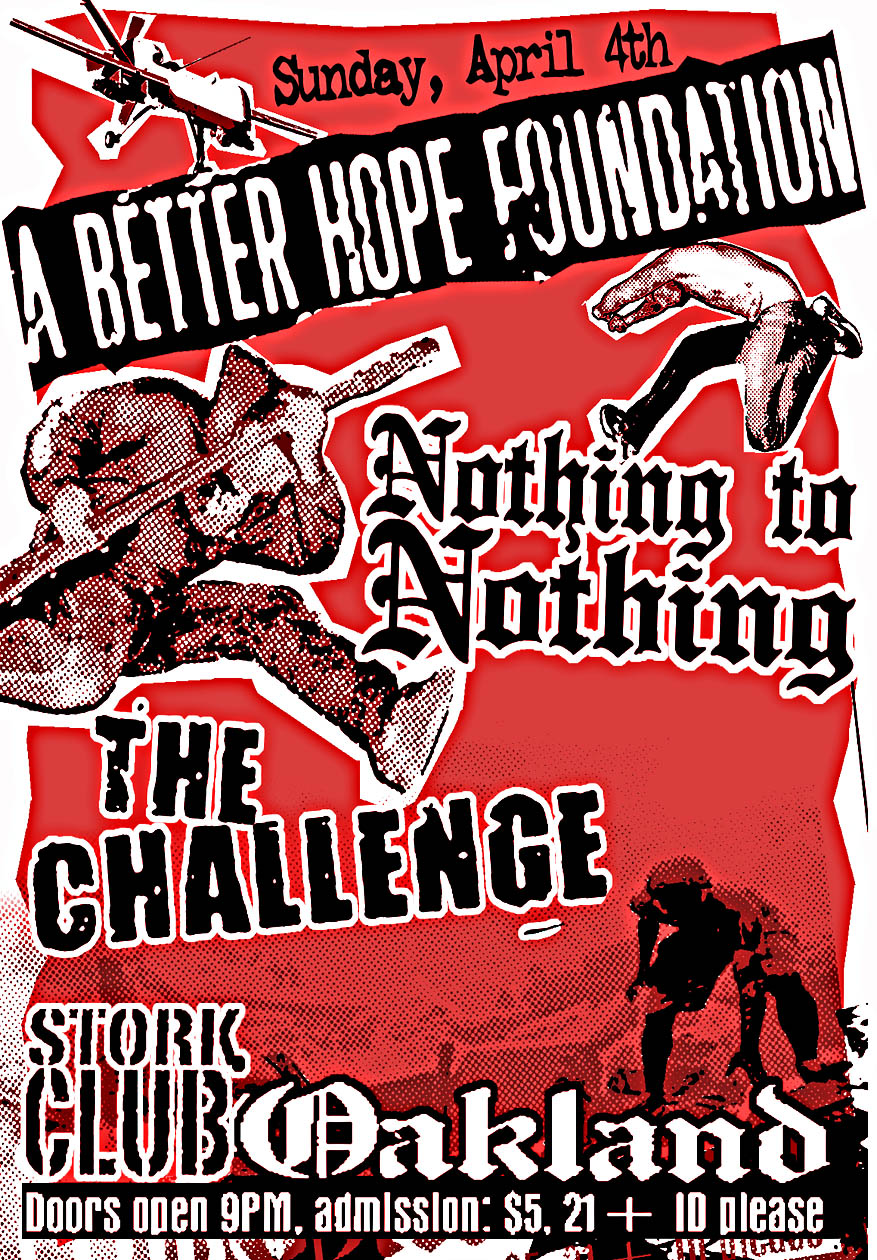 Sunday, April 4th
A BETTER HOPE FOUNDATION
Nothing to
Nothing
THE
CHALLENGE
STORK
CLUB Oakland
Doors open 9PM, admission: $5, 21 + ID please